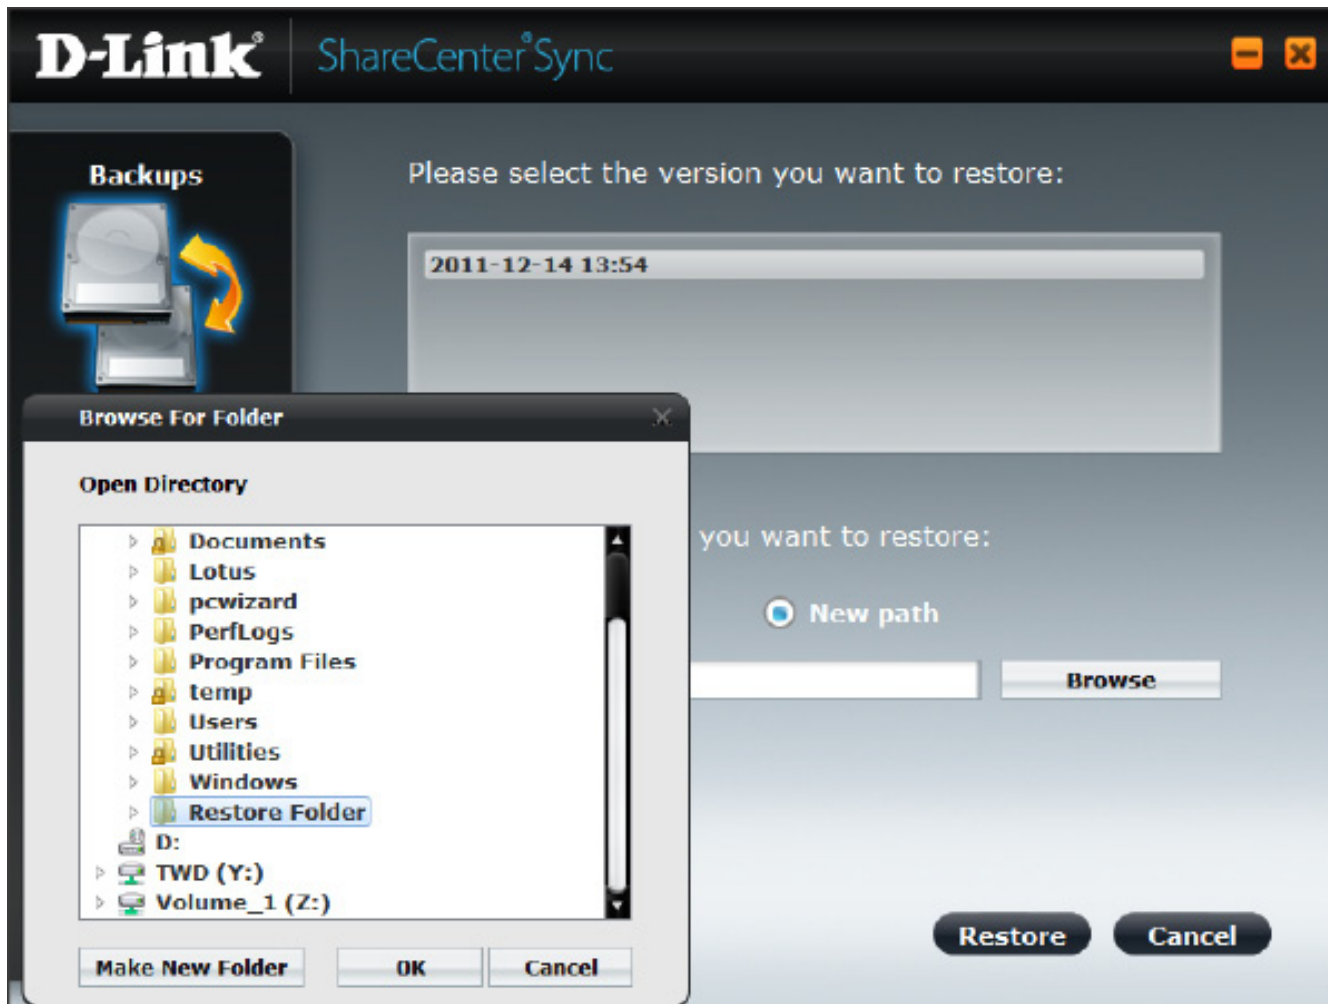 D-Link®
ShareCenter®Sync
Backups
Please select the version you want to restore:
2011-12-14 13:54
Browse For Folder
Open Directory
Documents
Lotus
pcwizard
PerfLogs
Program Files
temp
Users
Utilities
Windows
Restore Folder
D:
TWD (Y:)
Volume_1 (Z:)
Make New Folder
OK
Cancel
you want to restore:
New path
Browse
Restore
Cancel